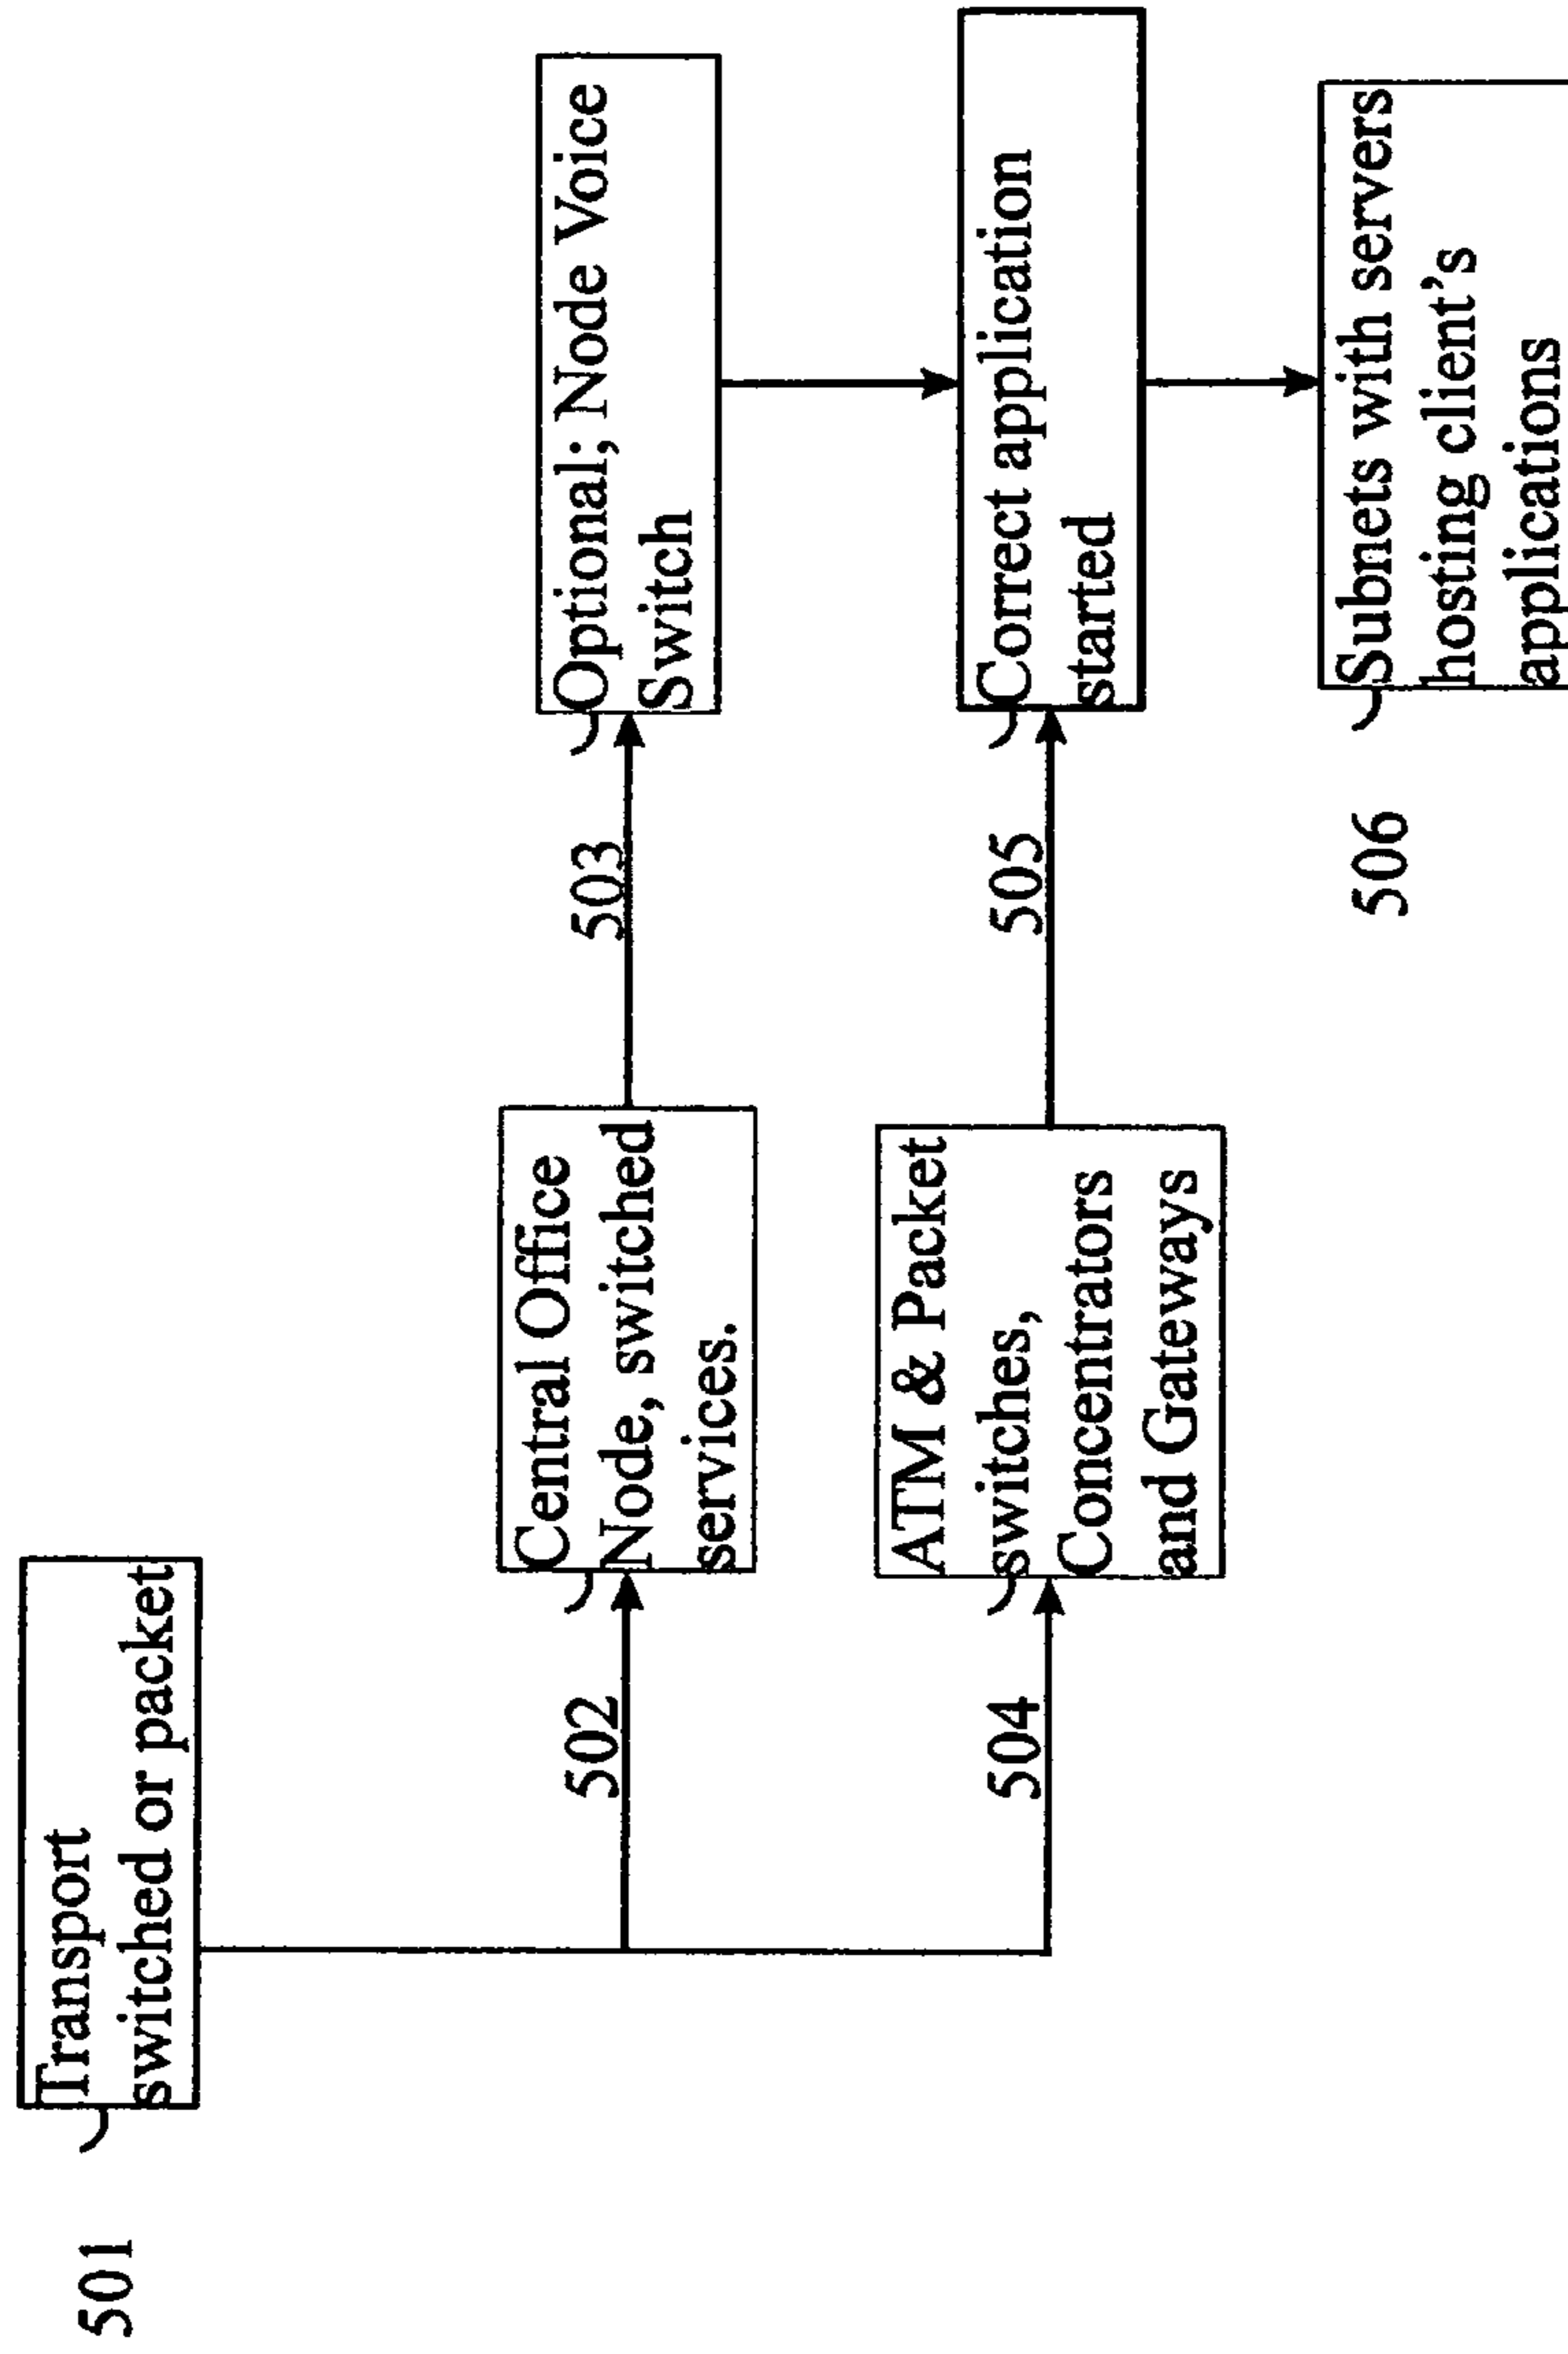 501
Transport
switched or packet
502
Central Office
Node, switched
services.
503
Optional; Node Voice
Switch
504
ATM & Packet
switches,
Concentrators
and Gateways
505
Correct application
started
506
Subnets with servers
hosting client's
applications